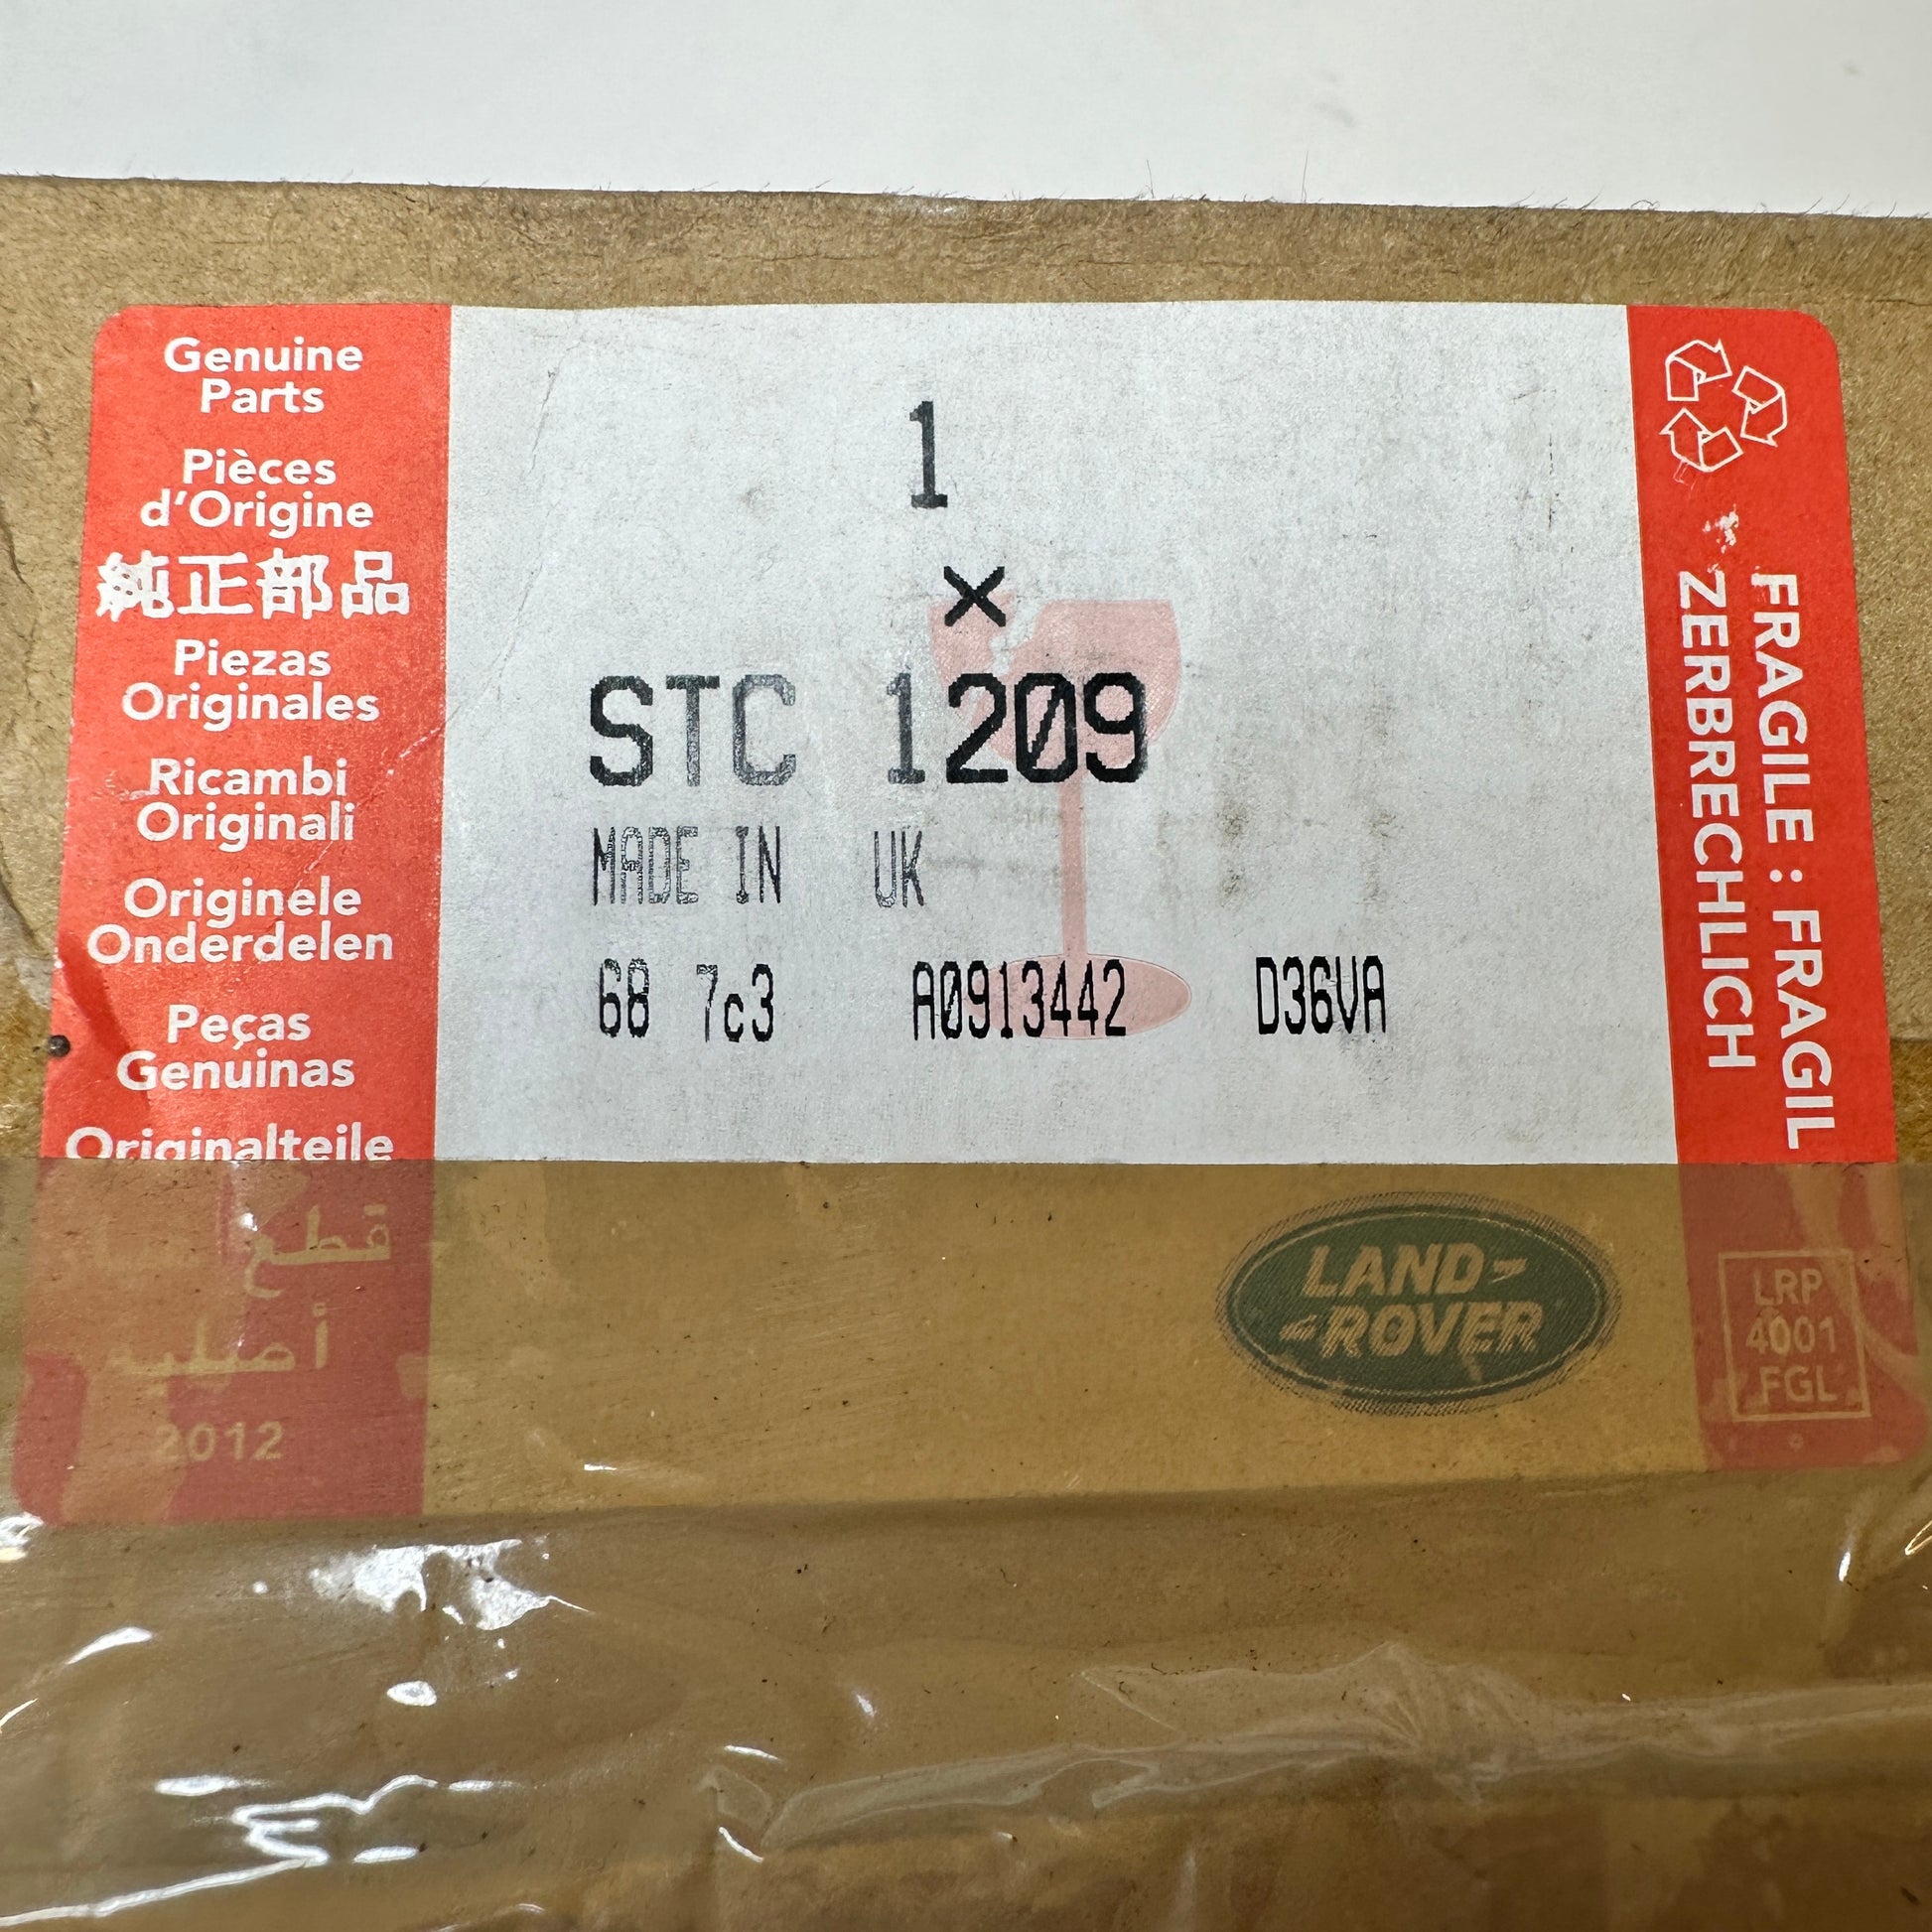 Genuine
Parts
Pièces
d'Origine
純正部品
Piezas
Originales
Ricambi
Originali
Originele
Onderdelen
Peças
Genuinas
Originalteile
قطع
أصلية
2012
1
×
STC 1209
MADE IN UK
68 7c3 A0913442 D36VA
LAND-
-ROVER
FRAGILE : FRAGIL
ZERBRECHLICH
LRP
4001
FGL